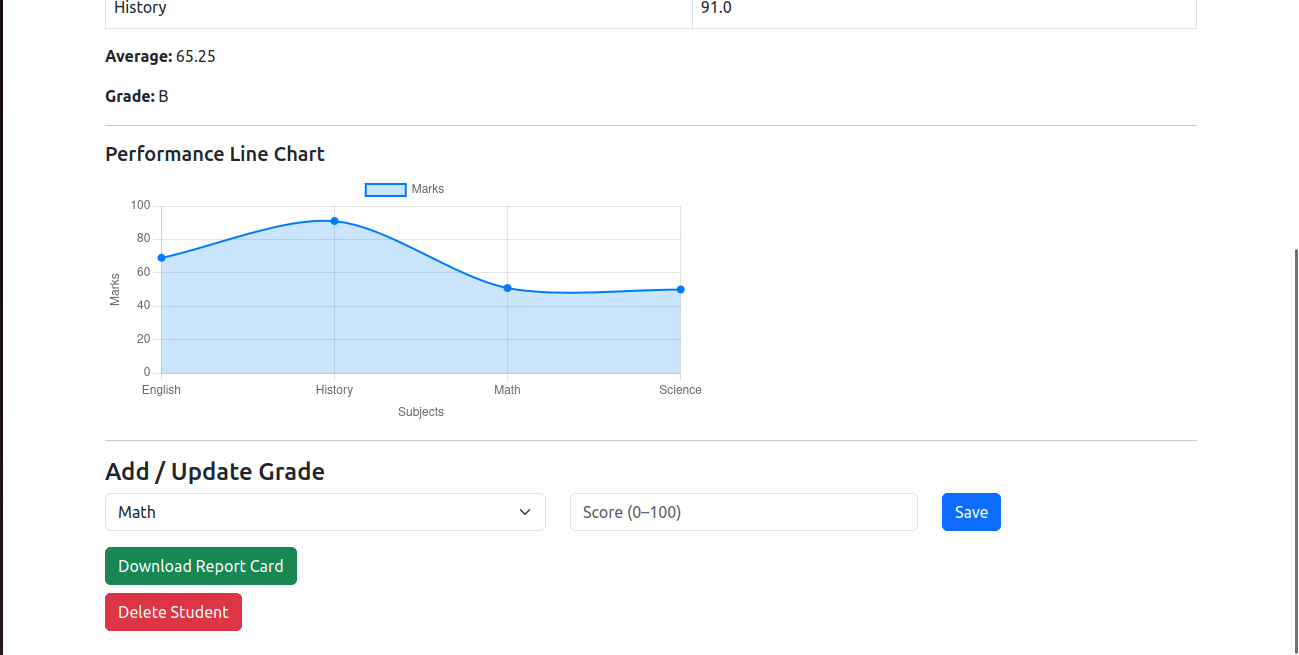 History 91.0
Average: 65.25
Grade: B
Performance Line Chart
Marks
100
80
60
40
20
0
Marks
English History Math Science
Subjects
Add / Update Grade
Math Score (0–100) Save
Download Report Card
Delete Student